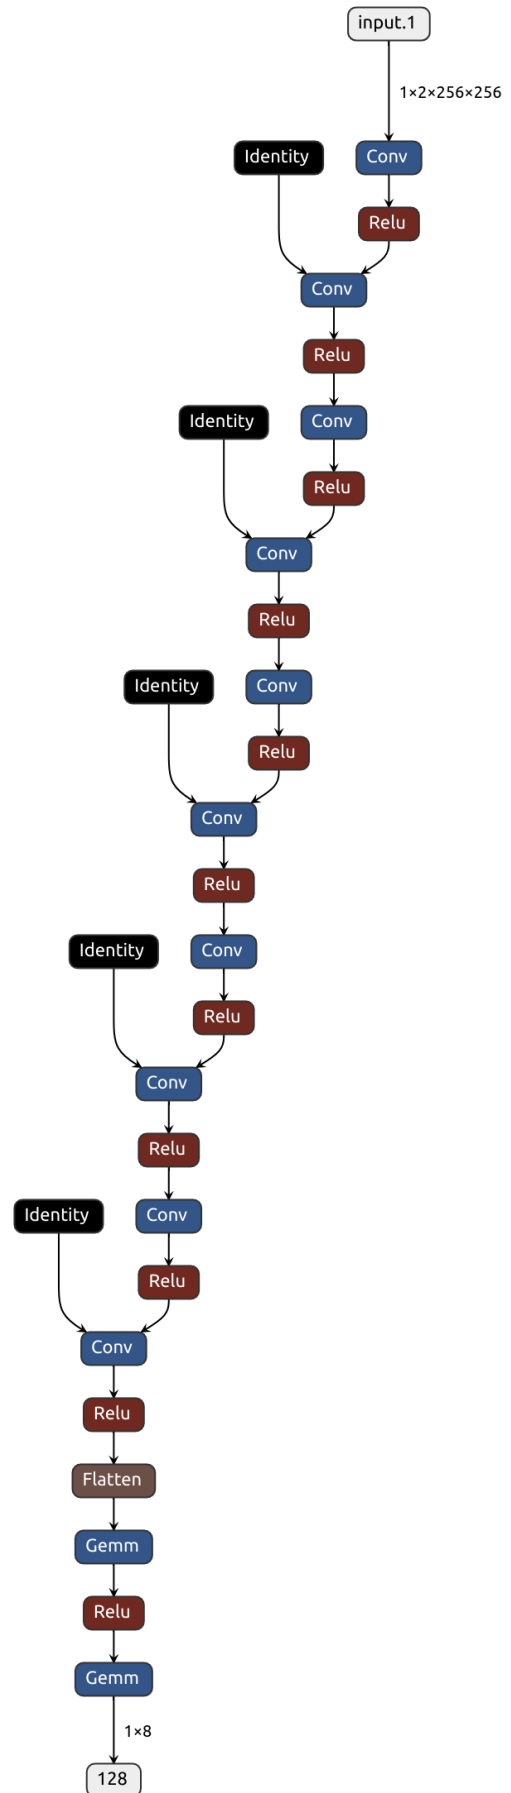 input.1
1×2×256×256
Identity
Conv
Relu
Conv
Relu
Identity
Conv
Relu
Conv
Relu
Identity
Conv
Relu
Conv
Relu
Identity
Conv
Relu
Conv
Relu
Identity
Conv
Relu
Conv
Relu
Flatten
Gemm
Relu
Gemm
1×8
128